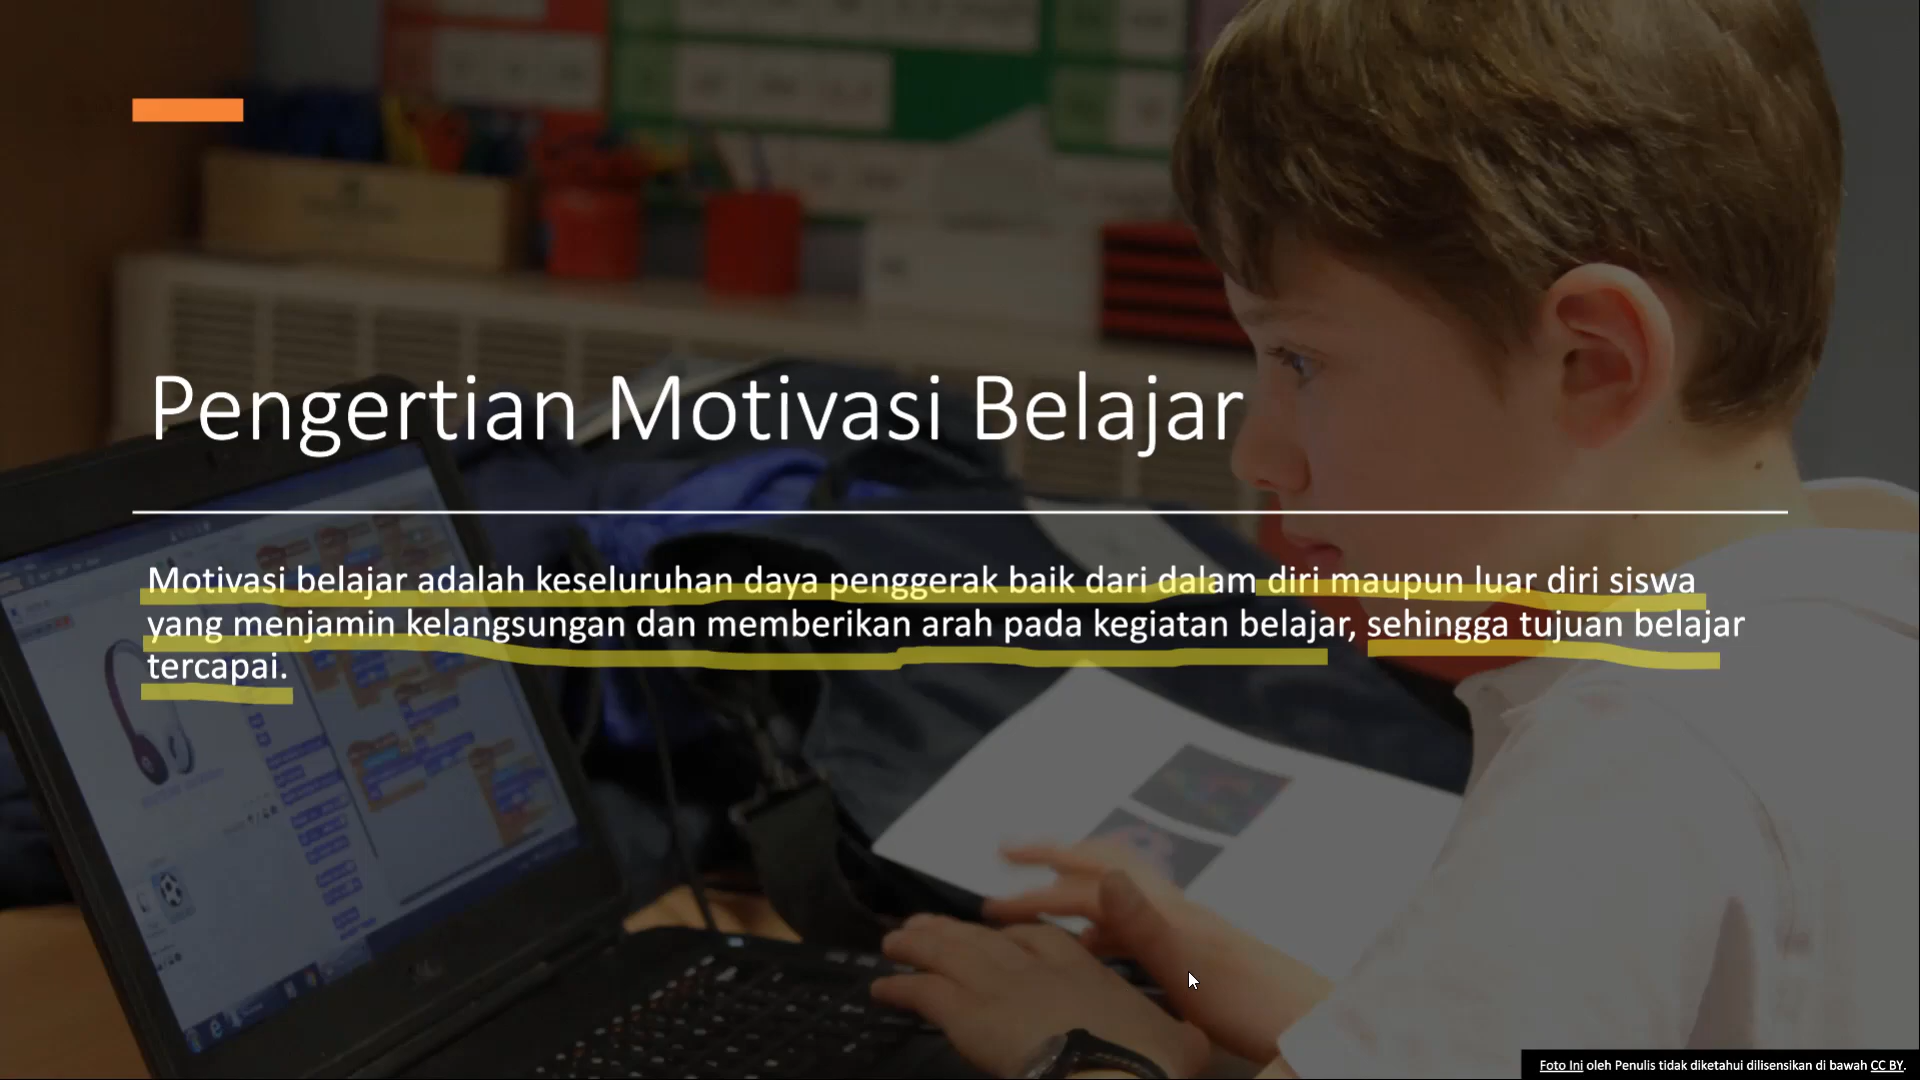 Pengertian Motivasi Belajar
Motivasi belajar adalah keseluruhan daya penggerak baik dari dalam diri maupun luar diri siswa
yang menjamin kelangsungan dan memberikan arah pada kegiatan belajar, sehingga tujuan belajar
tercapai.
Foto Ini oleh Penulis tidak diketahui dilisensikan di bawah CC BY.